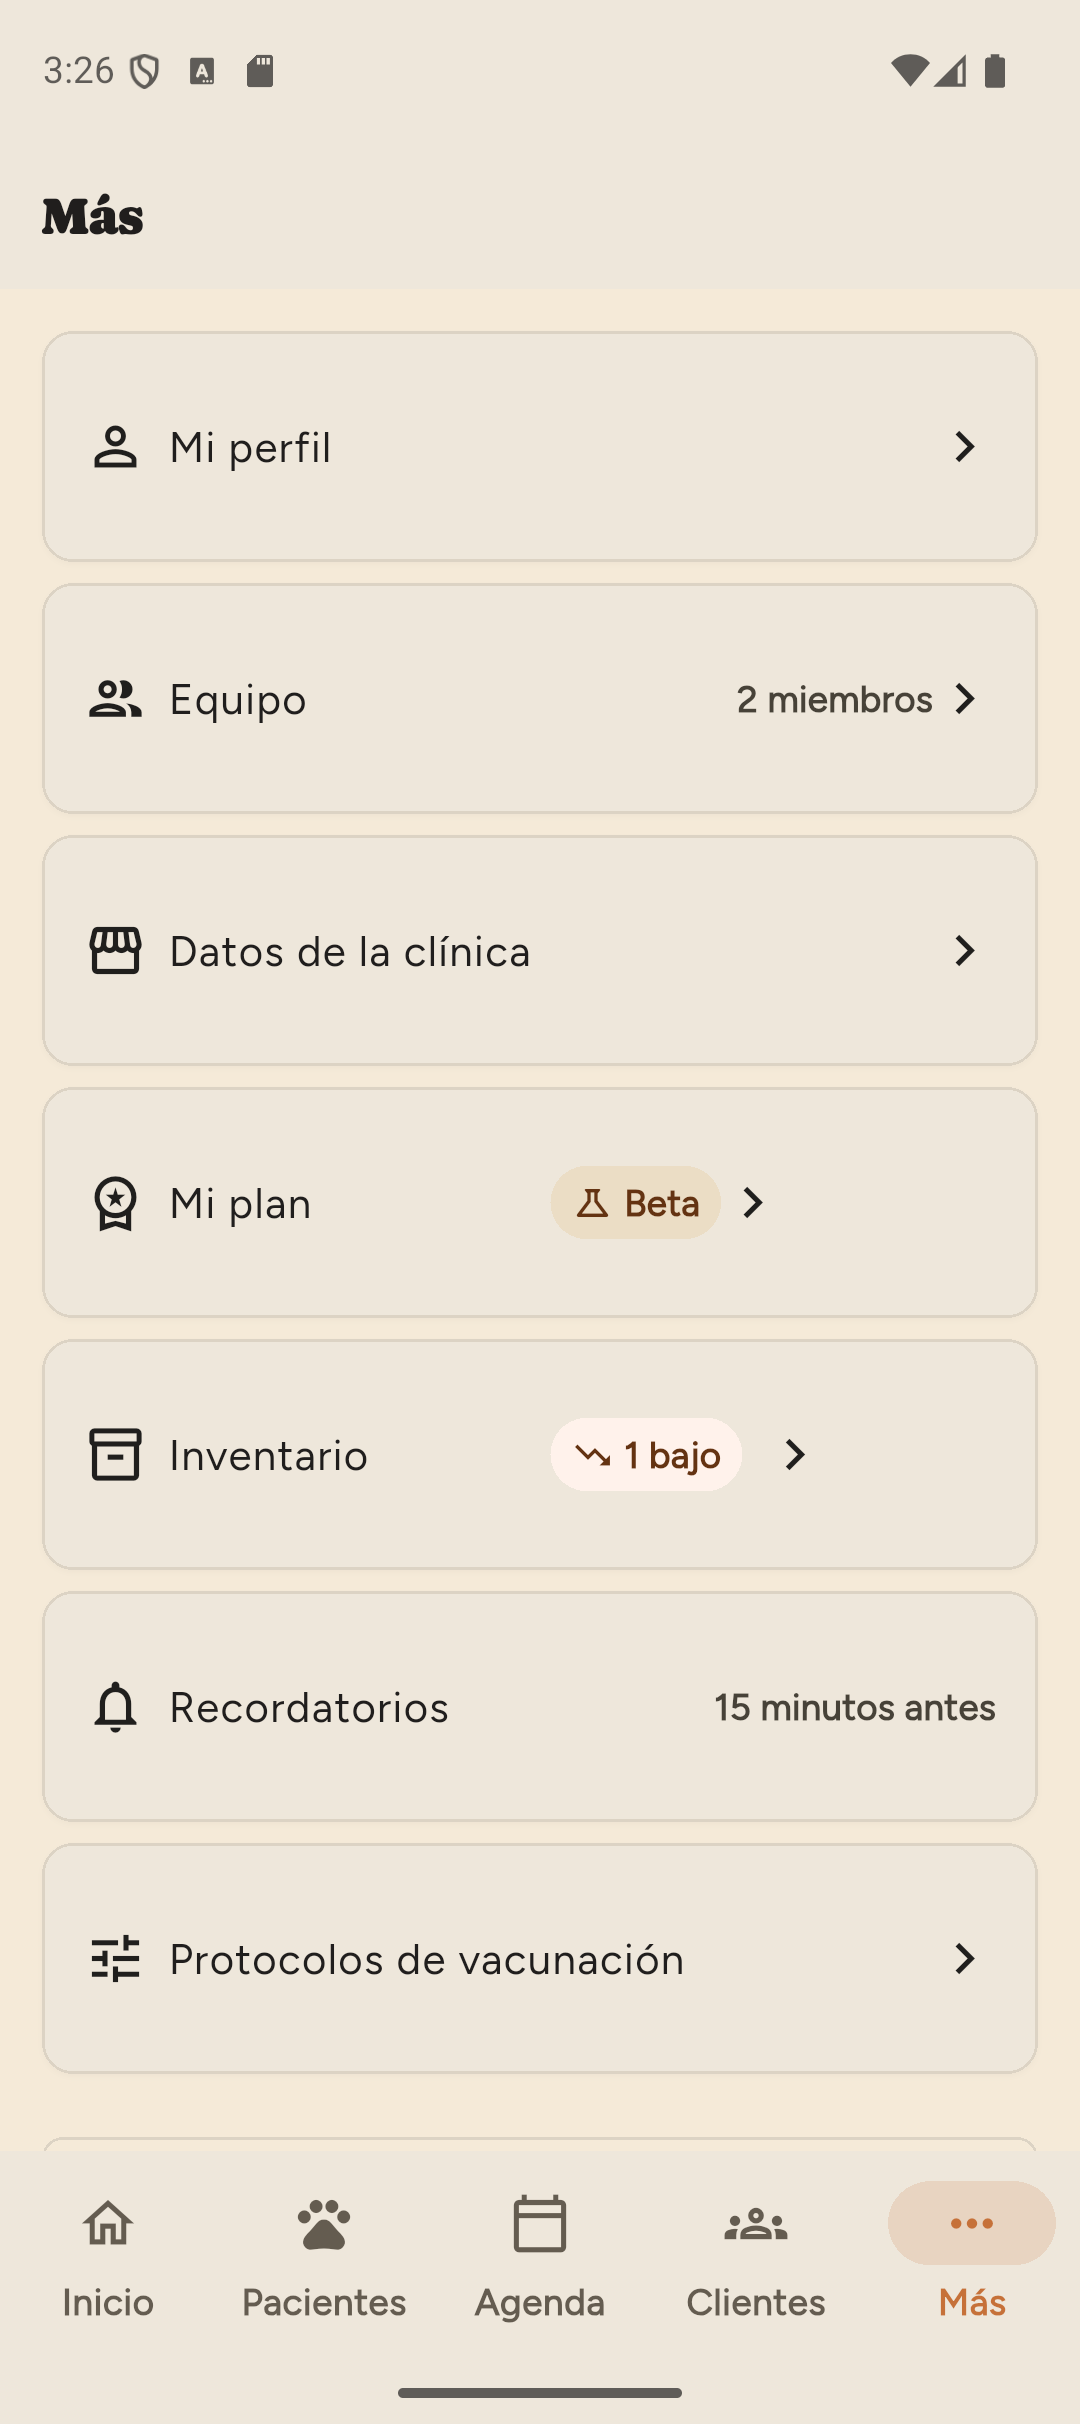 3:26
Más
Mi perfil
Equipo
2 miembros
Datos de la clínica
Mi plan
Beta
Inventario
1 bajo
Recordatorios
15 minutos antes
Protocolos de vacunación
Inicio
Pacientes
Agenda
Clientes
Más